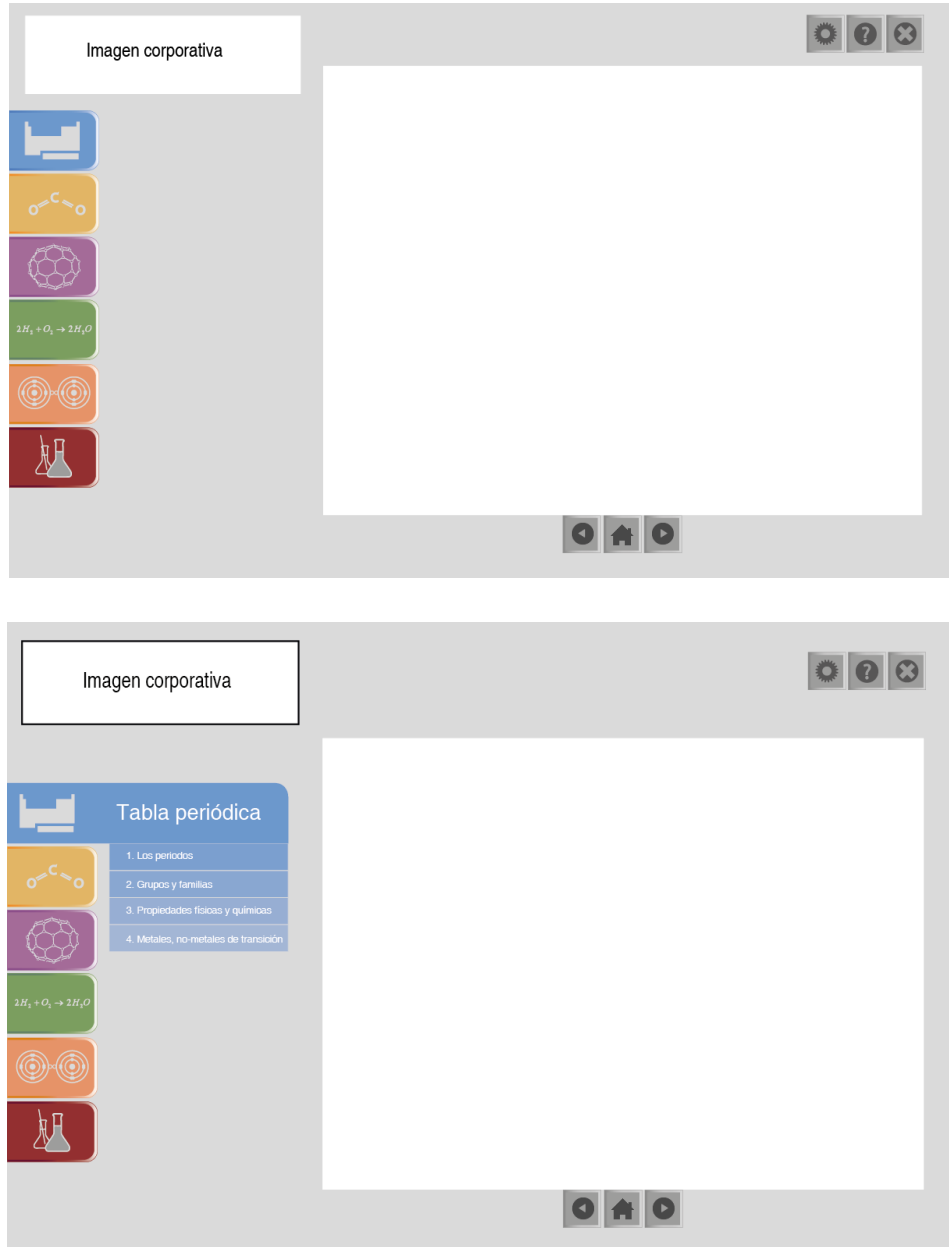 Imagen corporativa
?
C
O O
2H₂ + O₂ → 2H₂O
Imagen corporativa
?
Tabla periódica
1. Los periodos
C
O O
2. Grupos y familias
3. Propiedades físicas y químicas
4. Metales, no-metales de transición
2H₂ + O₂ → 2H₂O